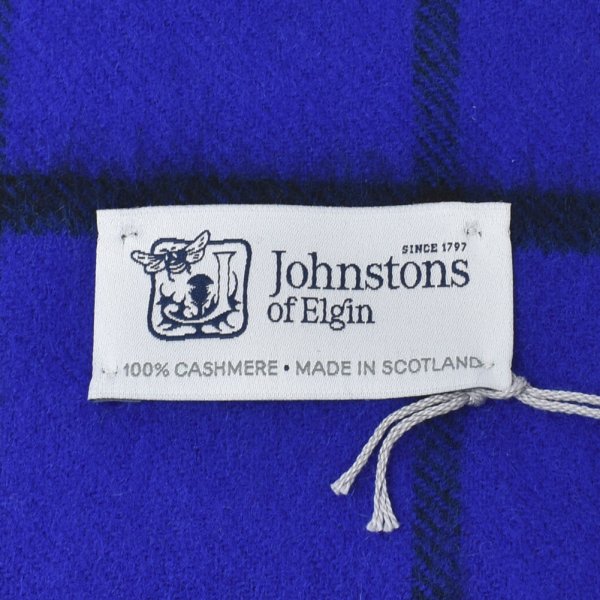 SINCE 1797
Johnstons
of Elgin
100% CASHMERE • MADE IN SCOTLAND